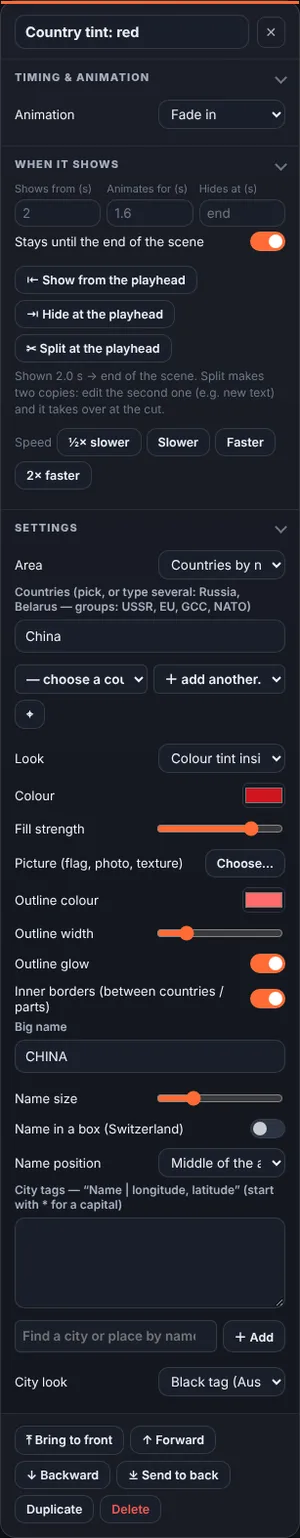 Country tint: red
×
TIMING & ANIMATION
Animation
Fade in
WHEN IT SHOWS
Shows from (s) Animates for (s) Hides at (s)
2 1.6 end
Stays until the end of the scene
⇤ Show from the playhead
⇥ Hide at the playhead
✂ Split at the playhead
Shown 2.0 s → end of the scene. Split makes
two copies: edit the second one (e.g. new text)
and it takes over at the cut.
Speed ½× slower Slower Faster
2× faster
SETTINGS
Area Countries by n
Countries (pick, or type several: Russia,
Belarus — groups: USSR, EU, GCC, NATO)
China
— choose a cou + add another.
⌖
Look Colour tint insi
Colour
Fill strength
Picture (flag, photo, texture) Choose...
Outline colour
Outline width
Outline glow
Inner borders (between countries /
parts)
Big name
CHINA
Name size
Name in a box (Switzerland)
Name position Middle of the a
City tags — “Name | longitude, latitude” (start
with * for a capital)
Find a city or place by name + Add
City look Black tag (Aus
⤒ Bring to front ↑ Forward
↓ Backward ⤓ Send to back
Duplicate Delete